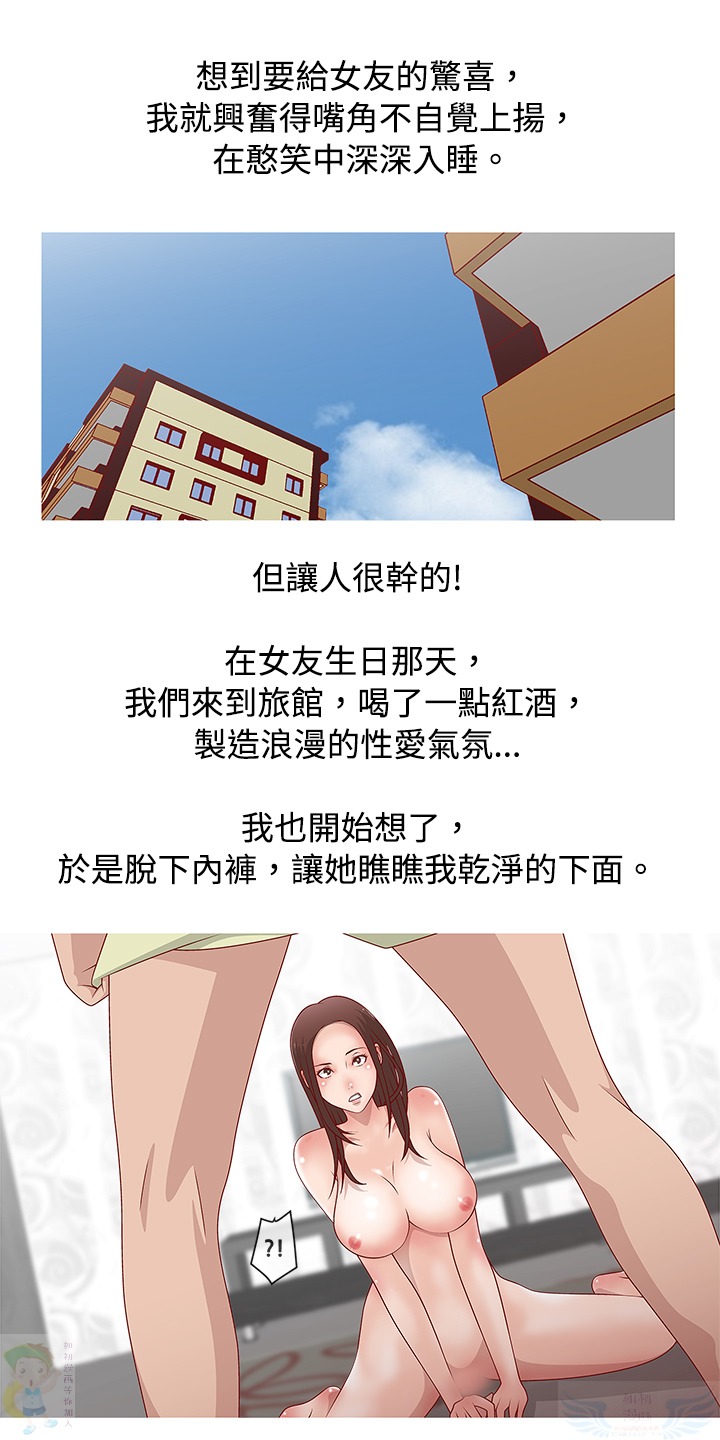 想到要給女友的驚喜，
我就興奮得嘴角不自覺上揚，
在憨笑中深深入睡。
但讓人很幹的!
在女友生日那天，
我們來到旅館，喝了一點紅酒，
製造浪漫的性愛氣氛...
我也開始想了，
於是脫下內褲，讓她瞧瞧我乾淨的下面。
?!